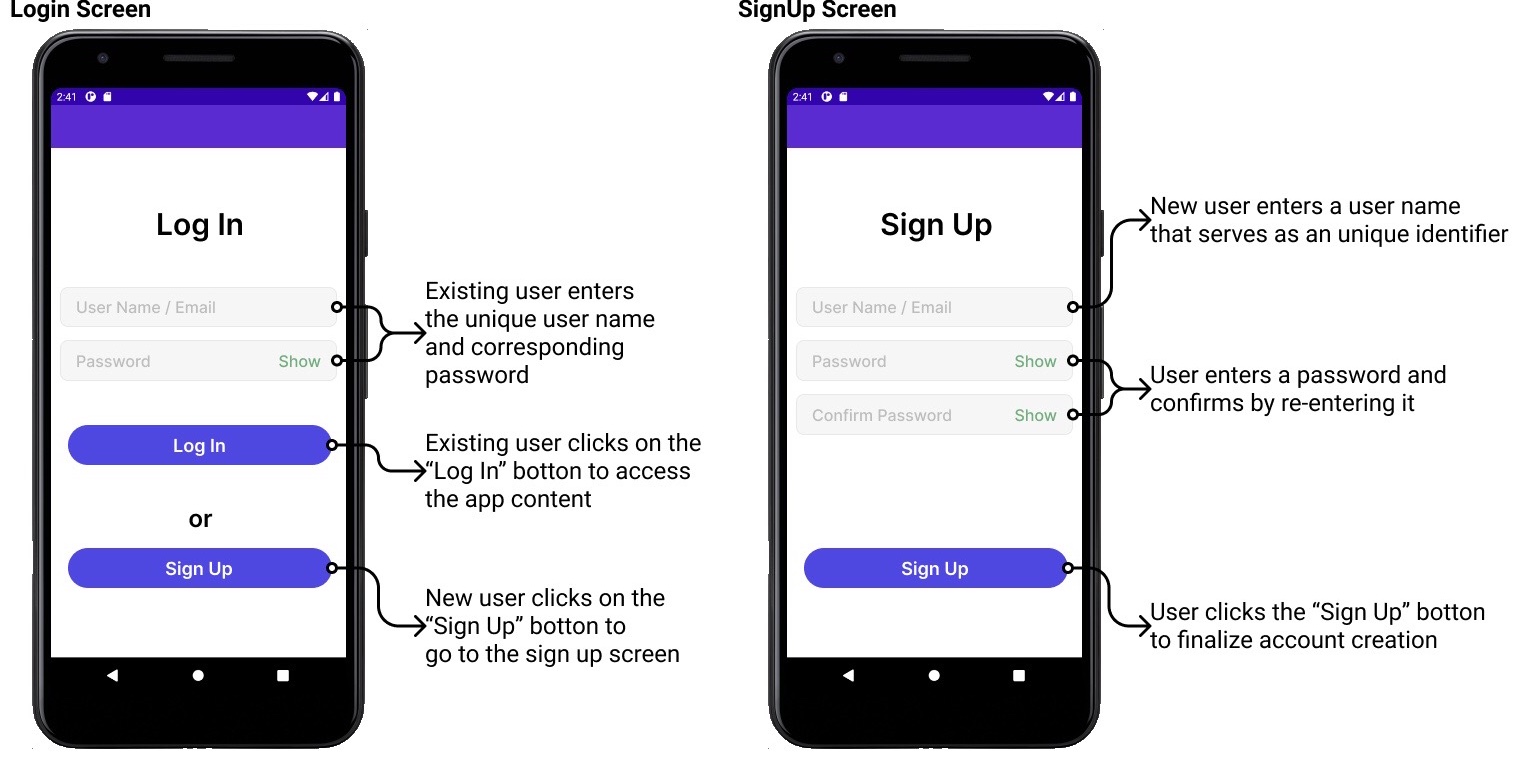 Login Screen
2:41
Log In
User Name / Email
Password
Show
Log In
or
Sign Up
Existing user enters
the unique user name
and corresponding
password
Existing user clicks on the
“Log In” botton to access
the app content
New user clicks on the
“Sign Up” botton to
go to the sign up screen
SignUp Screen
2:41
Sign Up
User Name / Email
Password
Show
Confirm Password
Show
Sign Up
New user enters a user name
that serves as an unique identifier
User enters a password and
confirms by re-entering it
User clicks the “Sign Up” botton
to finalize account creation